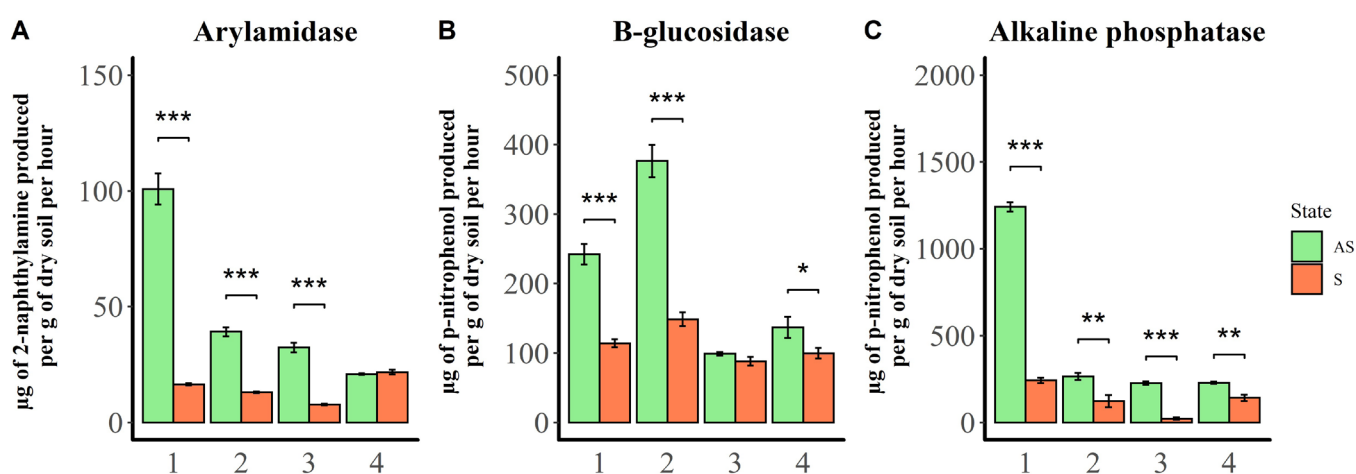 A Arylamidase
µg of 2-naphthylamine produced
per g of dry soil per hour
150
100
50
0
***
***
***
1 2 3 4
B B-glucosidase
µg of p-nitrophenol produced
per g of dry soil per hour
500
400
300
200
100
0
***
***
*
1 2 3 4
C Alkaline phosphatase
µg of p-nitrophenol produced
per g of dry soil per hour
2000
1500
1000
500
0
***
**
***
**
1 2 3 4
State
AS
S